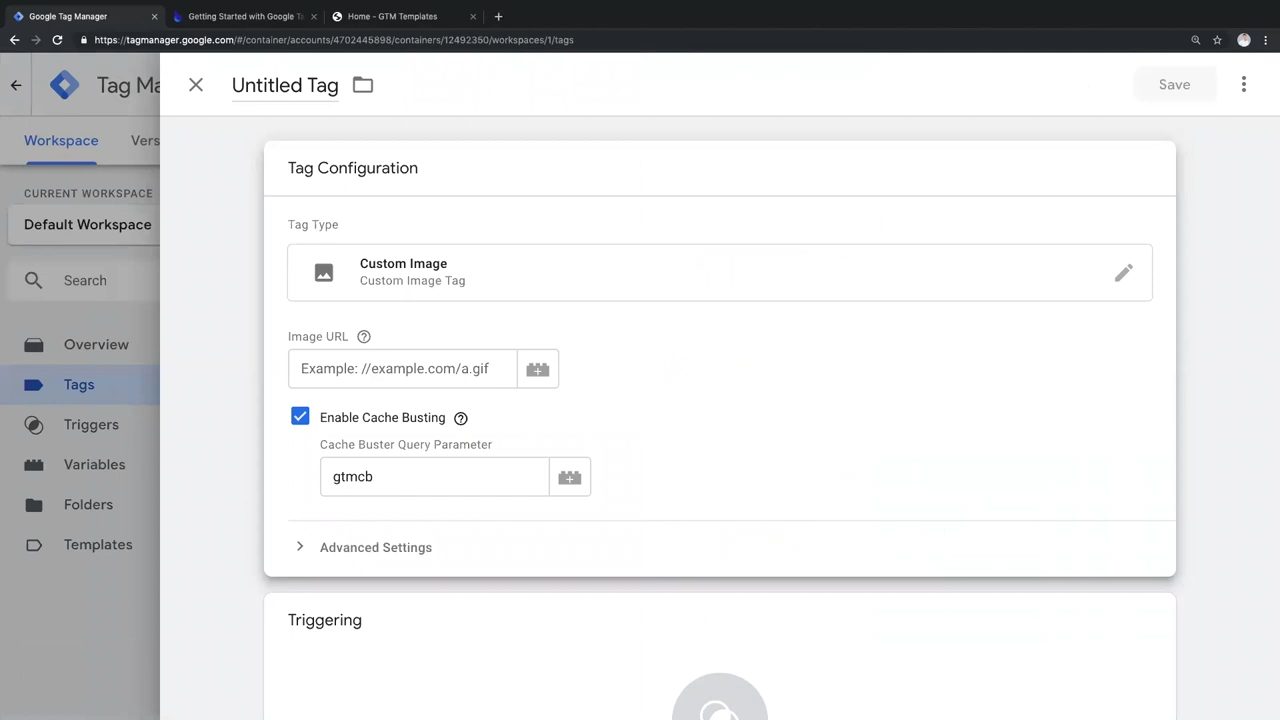 Google Tag Manager
Getting Started with Google Ta
Home - GTM Templates
https://tagmanager.google.com/#/container/accounts/4702445898/containers/12492350/workspaces/1/tags
Tag Ma
Untitled Tag
Save
Workspace
Vers
CURRENT WORKSPACE
Default Workspace
Search
Overview
Tags
Triggers
Variables
Folders
Templates
Tag Configuration
Tag Type
Custom Image
Custom Image Tag
Image URL
Example: //example.com/a.gif
Enable Cache Busting
Cache Buster Query Parameter
gtmcb
Advanced Settings
Triggering